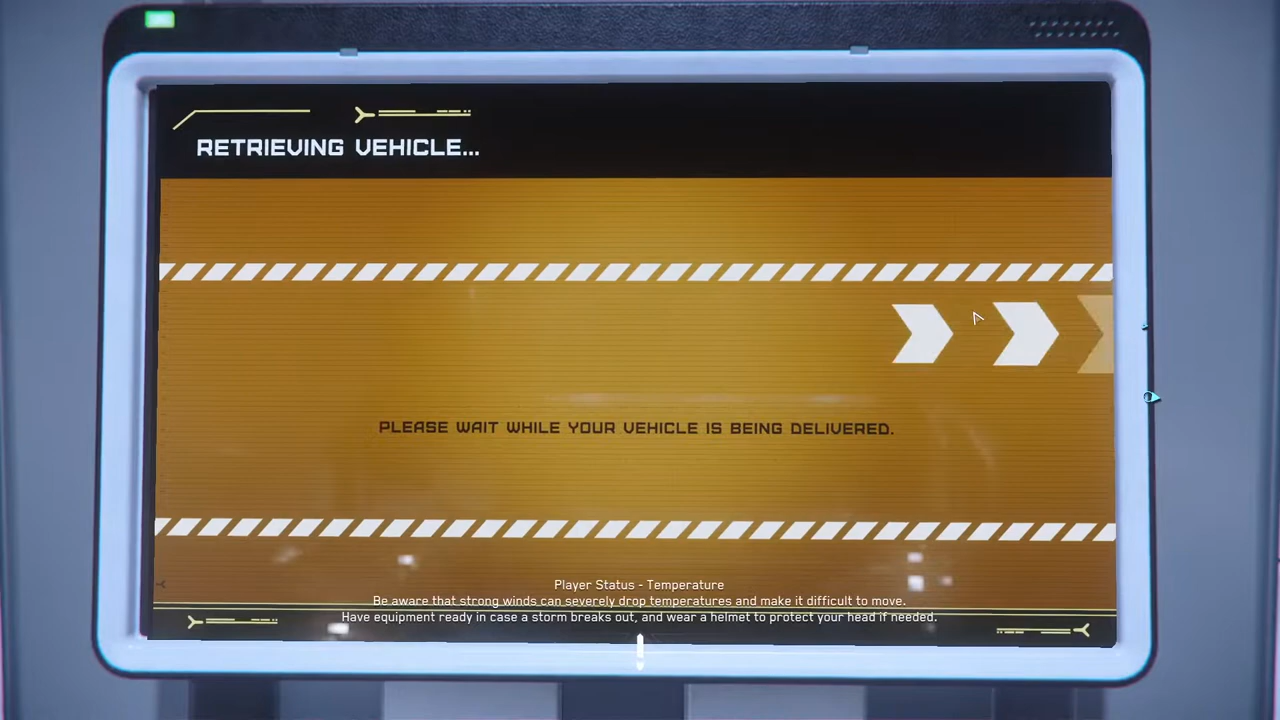 RETRIEVING VEHICLE...
PLEASE WAIT WHILE YOUR VEHICLE IS BEING DELIVERED.
Player Status - Temperature
Be aware that strong winds can severely drop temperatures and make it difficult to move.
Have equipment ready in case a storm breaks out, and wear a helmet to protect your head if needed.